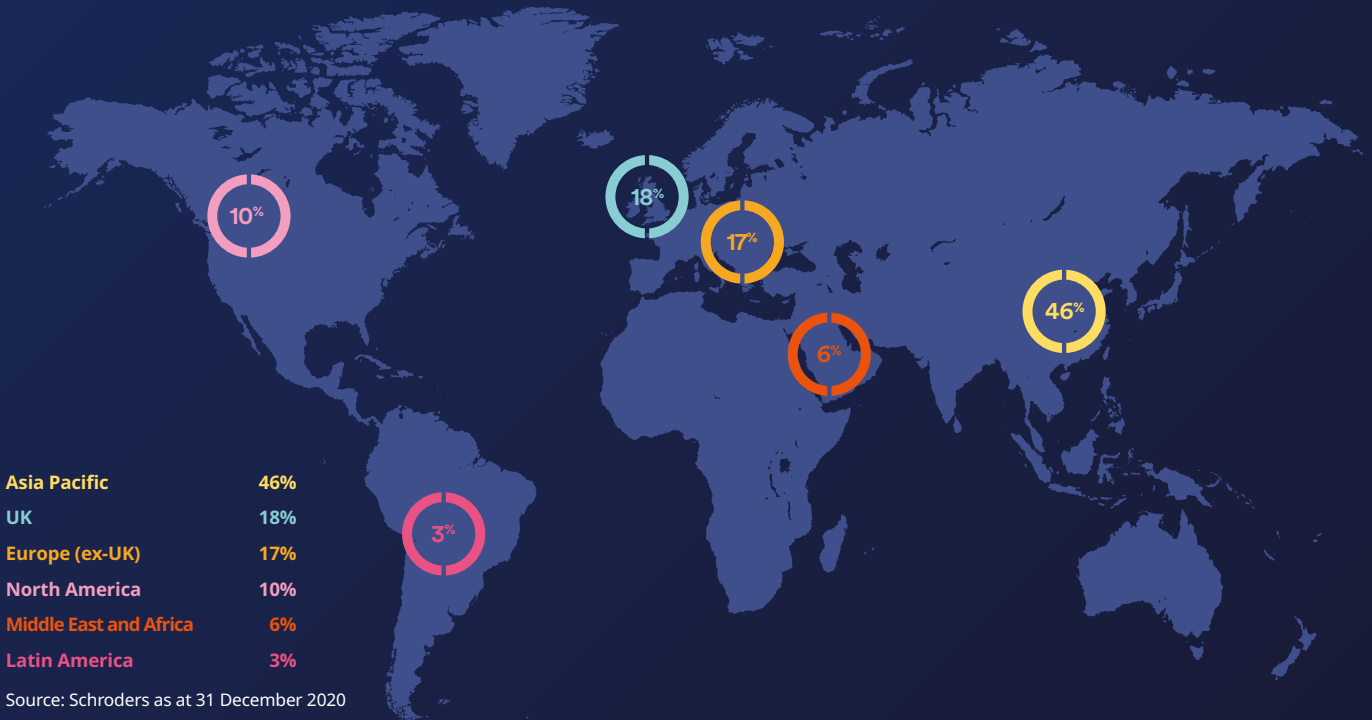 10%
18%
17%
46%
6%
3%
Asia Pacific 46%
UK 18%
Europe (ex-UK) 17%
North America 10%
Middle East and Africa 6%
Latin America 3%
Source: Schroders as at 31 December 2020